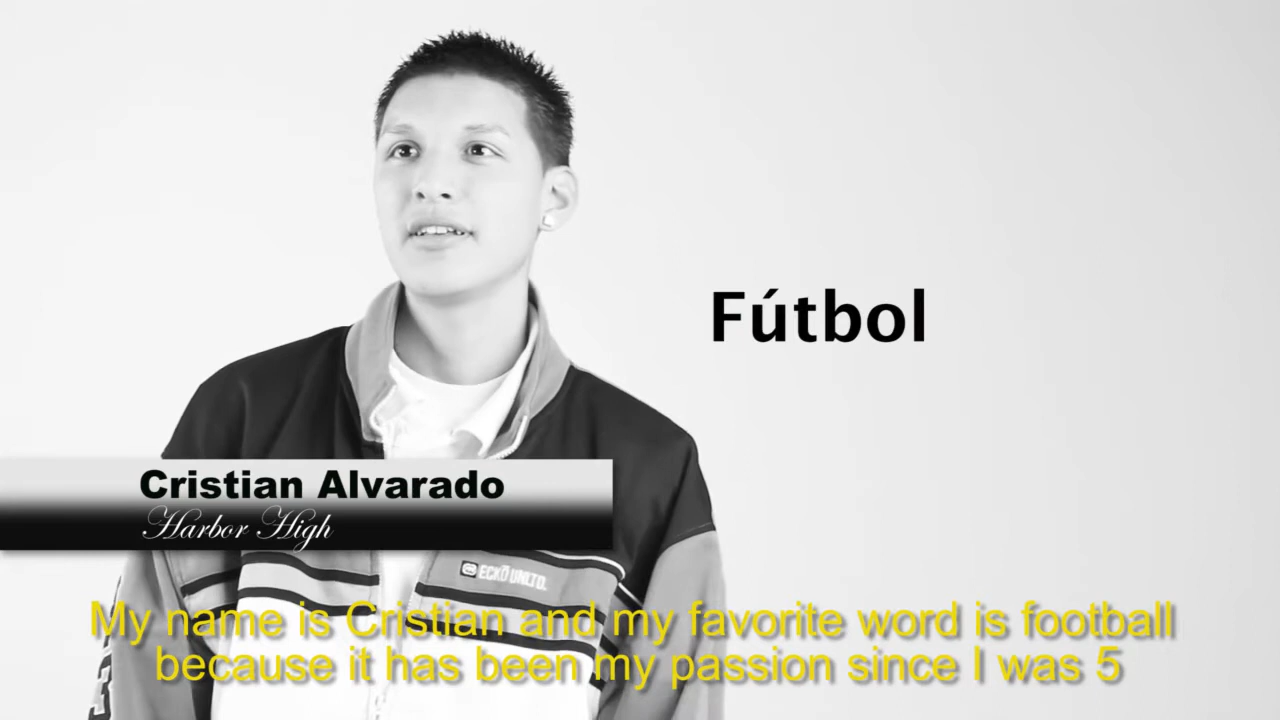 Fútbol
Cristian Alvarado
Harbor High
ECKŌ UNLTD.
My name is Cristian and my favorite word is football
because it has been my passion since I was 5